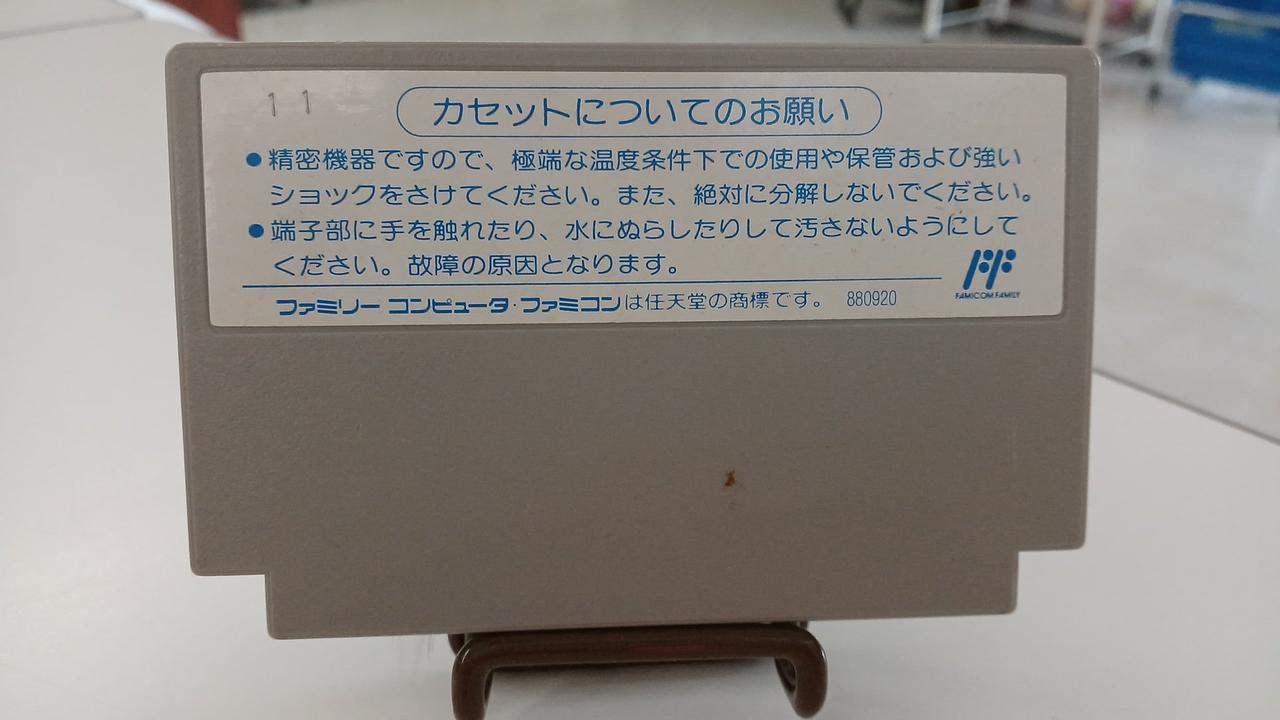 11
カセットについてのお願い
●精密機器ですので、極端な温度条件下での使用や保管および強い
ショックをさけてください。また、絶対に分解しないでください。
●端子部に手を触れたり、水にぬらしたりして汚さないようにして
ください。故障の原因となります。
ファミリー コンピュータ・ファミコンは任天堂の商標です。 880920
FAMICOM FAMILY